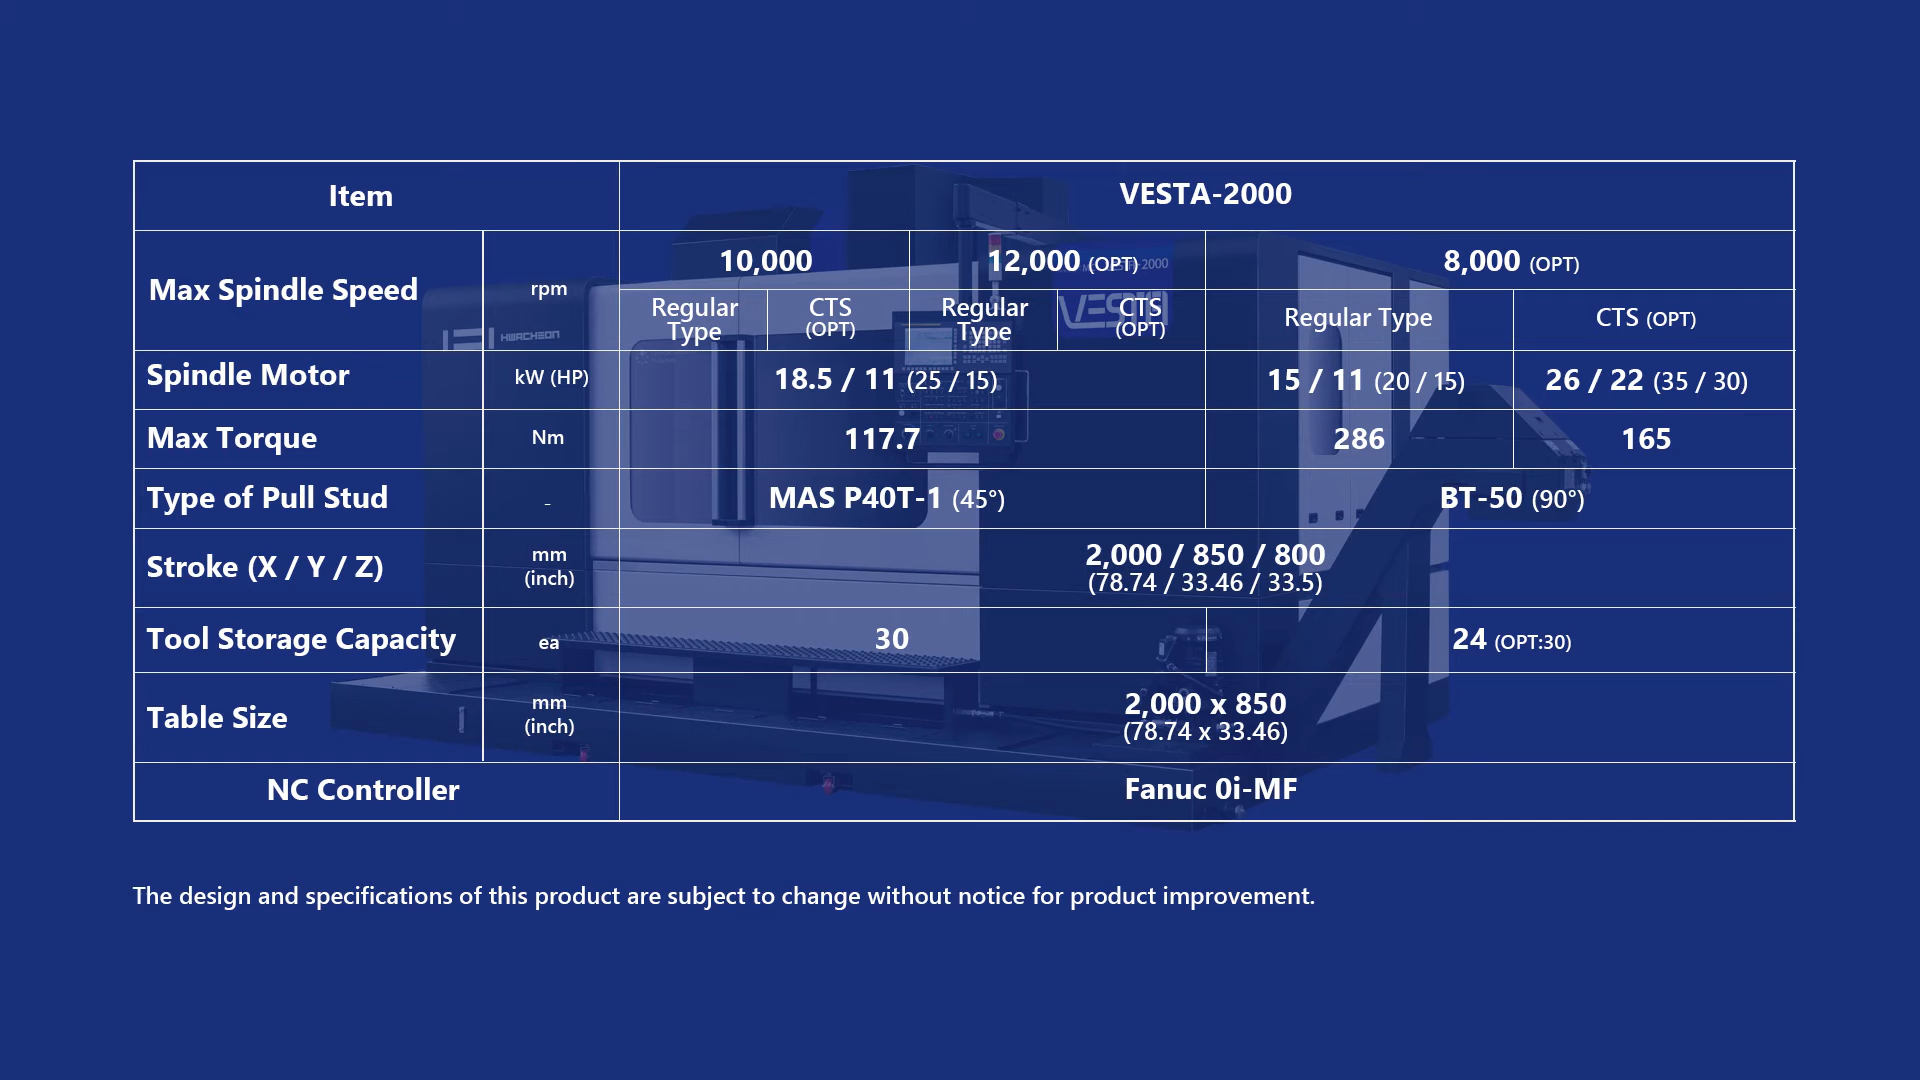 Item
VESTA-2000
Max Spindle Speed
rpm
10,000
12,000 (OPT)
8,000 (OPT)
Regular
Type
CTS
(OPT)
Regular
Type
CTS
(OPT)
Regular Type
CTS (OPT)
Spindle Motor
kW (HP)
18.5 / 11 (25 / 15)
15 / 11 (20 / 15)
26 / 22 (35 / 30)
Max Torque
Nm
117.7
286
165
Type of Pull Stud
-
MAS P40T-1 (45°)
BT-50 (90°)
Stroke (X / Y / Z)
mm
(inch)
2,000 / 850 / 800
(78.74 / 33.46 / 33.5)
Tool Storage Capacity
ea
30
24 (OPT:30)
Table Size
mm
(inch)
2,000 x 850
(78.74 x 33.46)
NC Controller
Fanuc 0i-MF
HWACHEON
VESTA
The design and specifications of this product are subject to change without notice for product improvement.